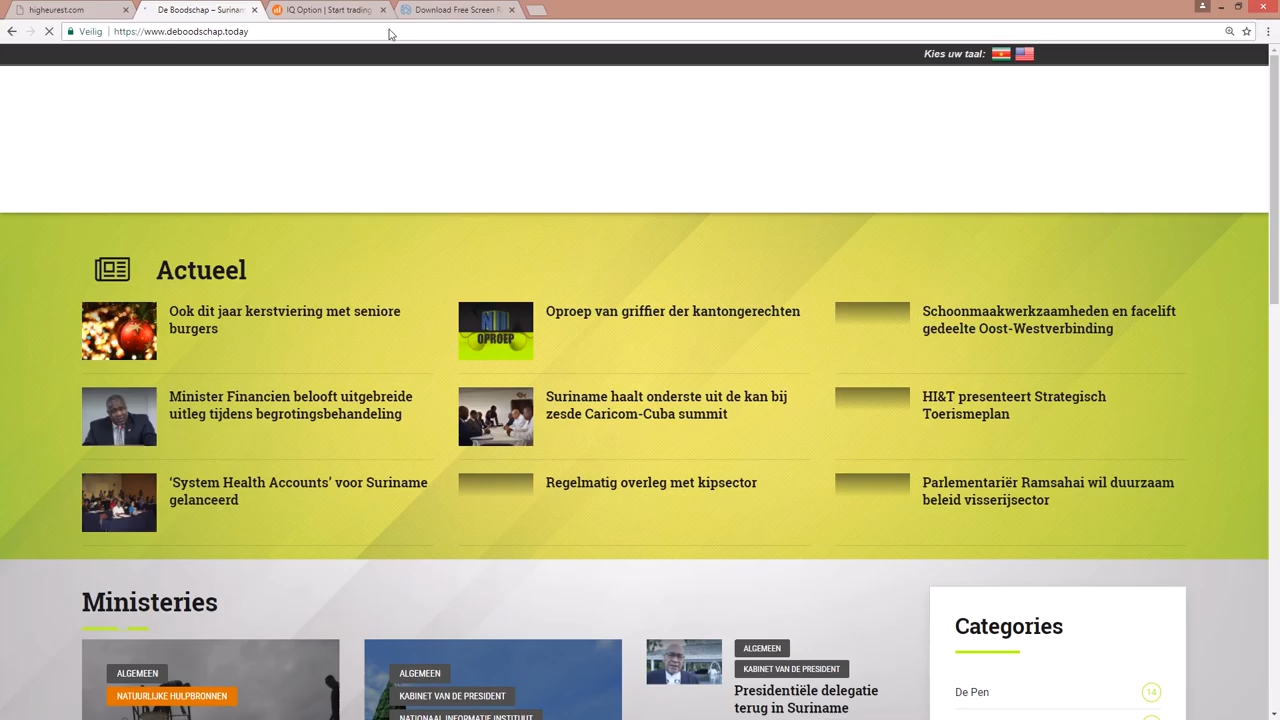 higheurest.com
De Boodschap – Surinam
IQ Option | Start trading
Download Free Screen R
Veilig
https://www.deboodschap.today
Kies uw taal:
Actueel
Ook dit jaar kerstviering met seniore
burgers
Oproep van griffier der kantongerechten
OPROEP
Schoonmaakwerkzaamheden en facelift
gedeelte Oost-Westverbinding
Minister Financien belooft uitgebreide
uitleg tijdens begrotingsbehandeling
Suriname haalt onderste uit de kan bij
zesde Caricom-Cuba summit
HI&T presenteert Strategisch
Toerismeplan
‘System Health Accounts’ voor Suriname
gelanceerd
Regelmatig overleg met kipsector
Parlementariër Ramsahai wil duurzaam
beleid visserijsector
Ministeries
ALGEMEEN
NATUURLIJKE HULPBRONNEN
ALGEMEEN
KABINET VAN DE PRESIDENT
NATIONAAL INFORMATIE INSTITUUT
ALGEMEEN
KABINET VAN DE PRESIDENT
Presidentiële delegatie
terug in Suriname
Categories
De Pen
14